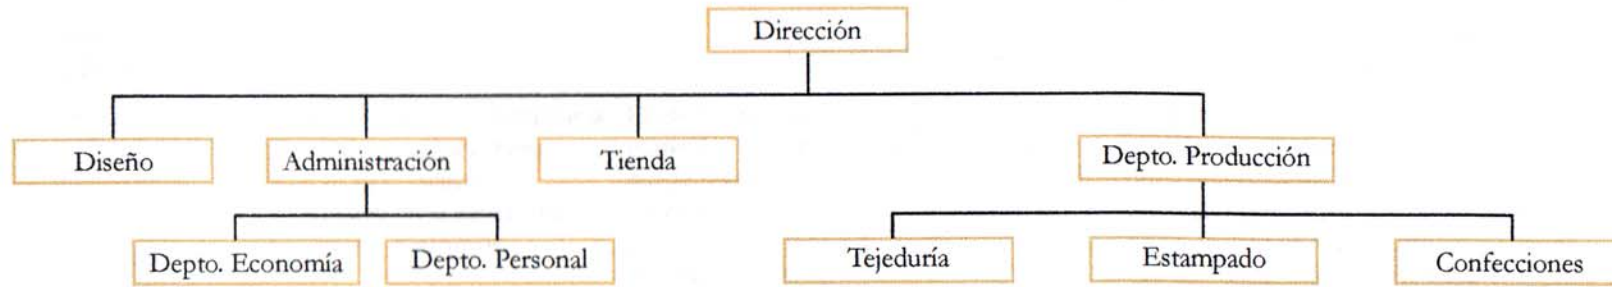 Dirección
Diseño
Administración
Tienda
Depto. Producción
Depto. Economía
Depto. Personal
Tejeduría
Estampado
Confecciones